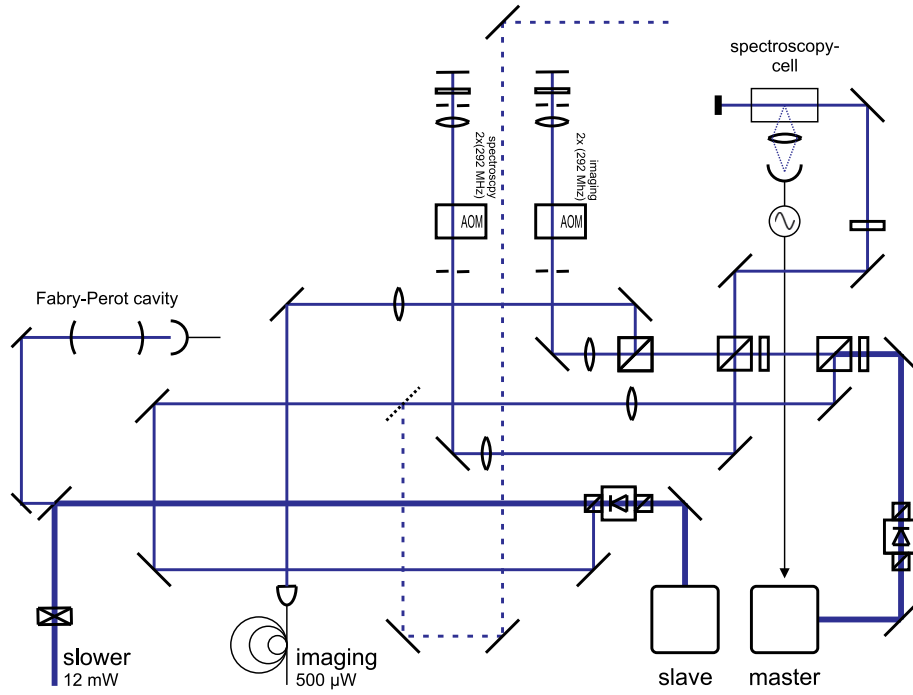 spectroscopy-
cell
spectroscopy
2x(292 MHz)
imaging
2x (292 Mhz)
AOM
AOM
Fabry-Perot cavity
slower
12 mW
imaging
500 µW
slave
master